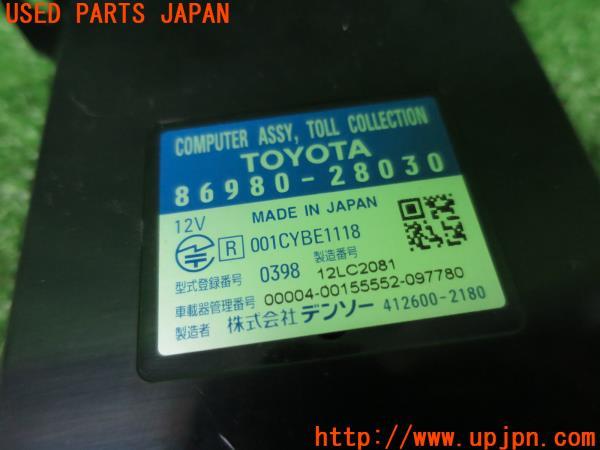 USED PARTS JAPAN
COMPUTER ASSY, TOLL COLLECTION
TOYOTA
86980-28030
12V
MADE IN JAPAN
R 001CYBE1118
型式登録番号 0398 製造番号 12LC2081
車載器管理番号 00004-00155552-097780
製造者 株式会社 デンソー 412600-2180
www.upjpn.com